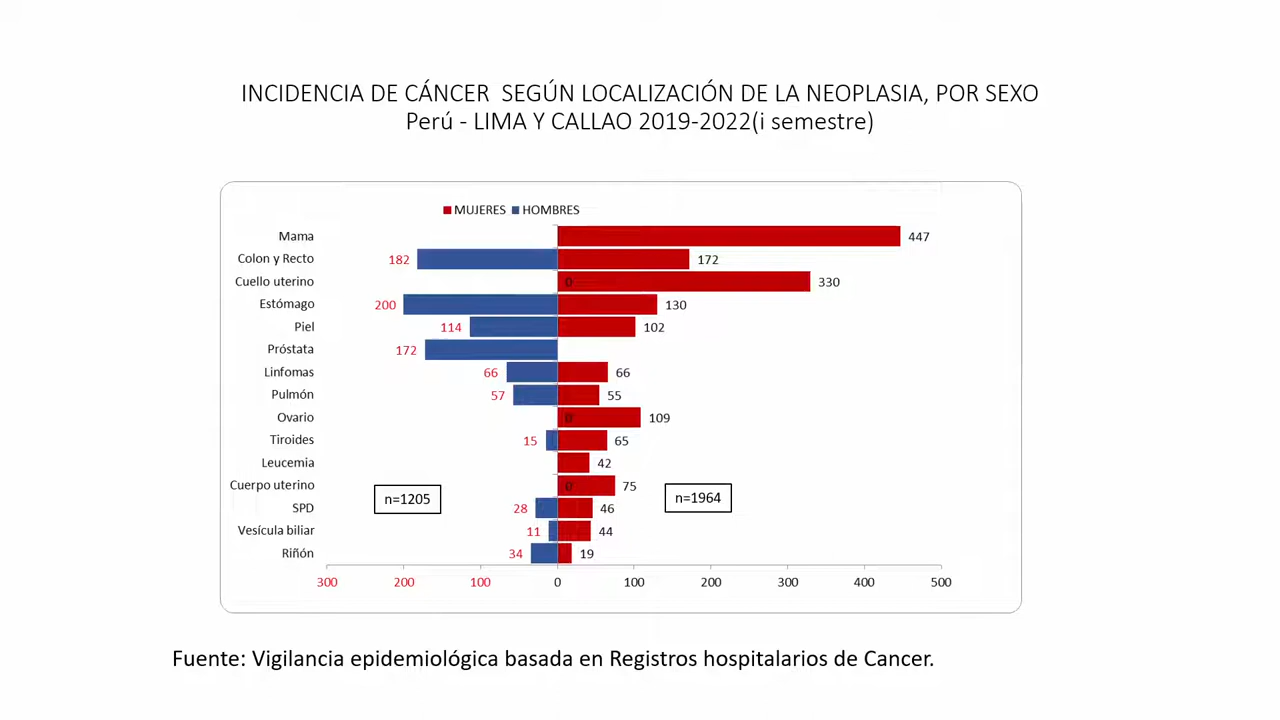 INCIDENCIA DE CÁNCER SEGÚN LOCALIZACIÓN DE LA NEOPLASIA, POR SEXO
Perú - LIMA Y CALLAO 2019-2022(i semestre)
MUJERES HOMBRES
Mama 447
Colon y Recto 182 172
Cuello uterino 0 330
Estómago 200 130
Piel 114 102
Próstata 172
Linfomas 66 66
Pulmón 57 55
Ovario 0 109
Tiroides 15 65
Leucemia 42
Cuerpo uterino 0 75
n=1205 n=1964
SPD 28 46
Vesícula biliar 11 44
Riñón 34 19
300 200 100 0 100 200 300 400 500
Fuente: Vigilancia epidemiológica basada en Registros hospitalarios de Cancer.